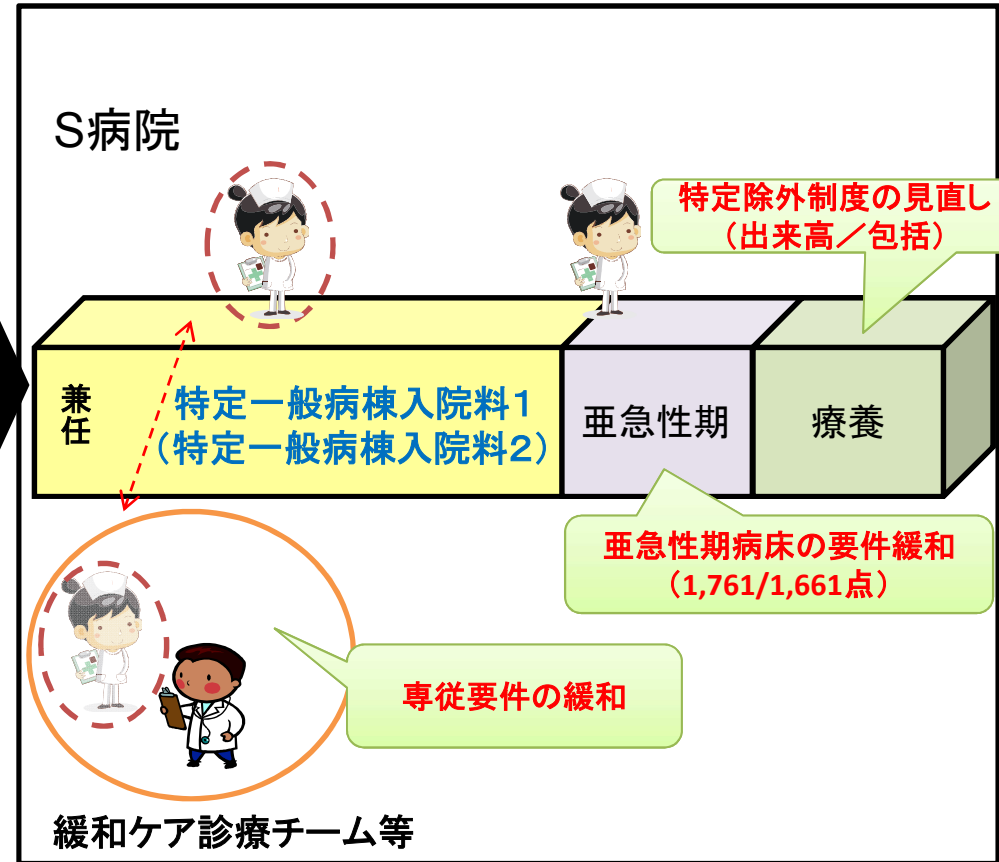 S病院
特定除外制度の見直し
（出来高／包括）
兼任
特定一般病棟入院料１
（特定一般病棟入院料２）
亜急性期
療養
亜急性期病床の要件緩和
（1,761/1,661点）
専従要件の緩和
緩和ケア診療チーム等